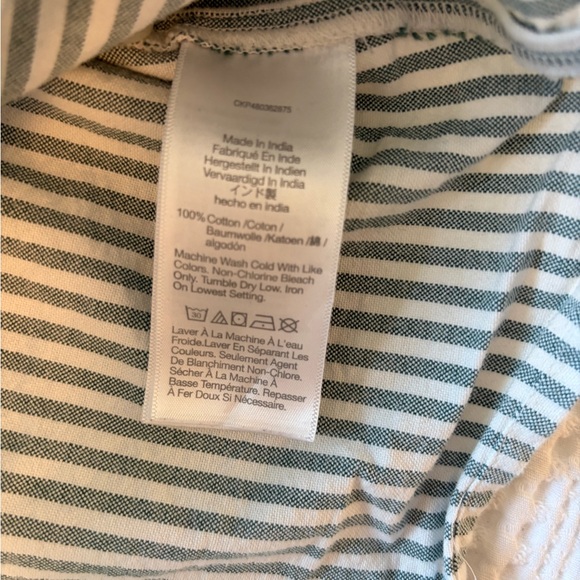 CKP480362875
Made In India
Fabriqué En Inde
Hergestellt In Indien
Vervaardigd In India
インド製
hecho en india
100% Cotton /Coton /
Baumwolle /Katoen /綿 /
algodón
Machine Wash Cold With Like
Colors. Non-Chlorine Bleach
Only. Tumble Dry Low. Iron
On Lowest Setting.
30
Laver À La Machine À L'eau
Froide.Laver En Séparant Les
Couleurs. Seulement Agent
De Blanchiment Non-Chlore.
Sécher À La Machine À
Basse Température. Repasser
À Fer Doux Si Nécessaire.